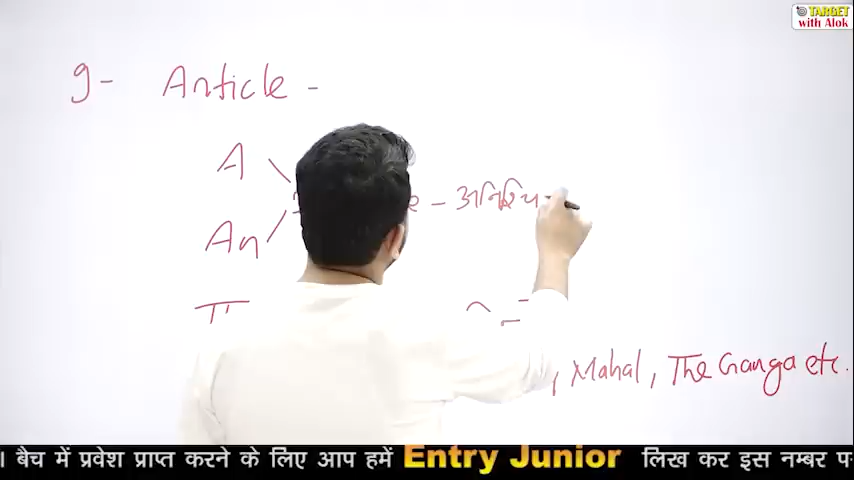 TARGET
with Alok
9- Article -
A
- अनिश्चि
An
Mahal, The Ganga etc.
। बैच में प्रवेश प्राप्त करने के लिए आप हमें Entry Junior लिख कर इस नम्बर प